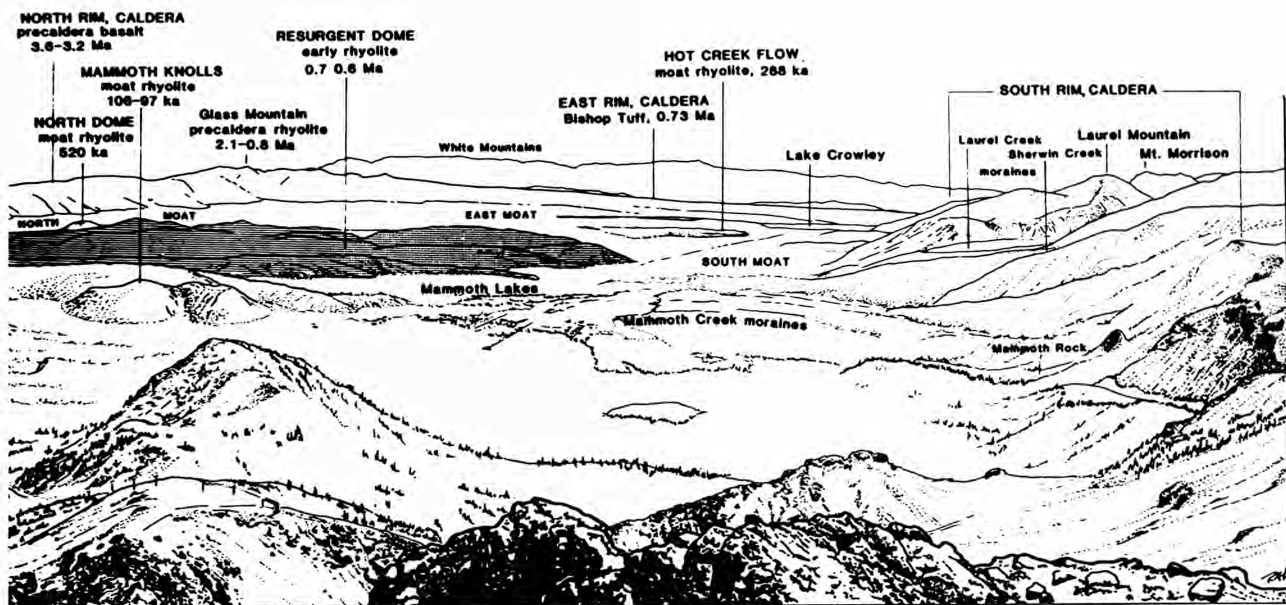 NORTH RIM, CALDERA
precaldera basalt
3.6-3.2 Ma
MAMMOTH KNOLLS
moat rhyolite
108-97 ka
NORTH DOME
moat rhyolite
520 ka
Glass Mountain
precaldera rhyolite
2.1-0.8 Ma
RESURGENT DOME
early rhyolite
0.7 0.6 Ma
White Mountains
HOT CREEK FLOW
moat rhyolite, 288 ka
EAST RIM, CALDERA
Bishop Tuff, 0.73 Ma
Lake Crowley
SOUTH RIM, CALDERA
Laurel Creek
Sherwin Creek
moraines
Laurel Mountain
Mt. Morrison
NORTH
MOAT
EAST MOAT
SOUTH MOAT
Mammoth Lakes
Mammoth Creek moraines
Mammoth Rock